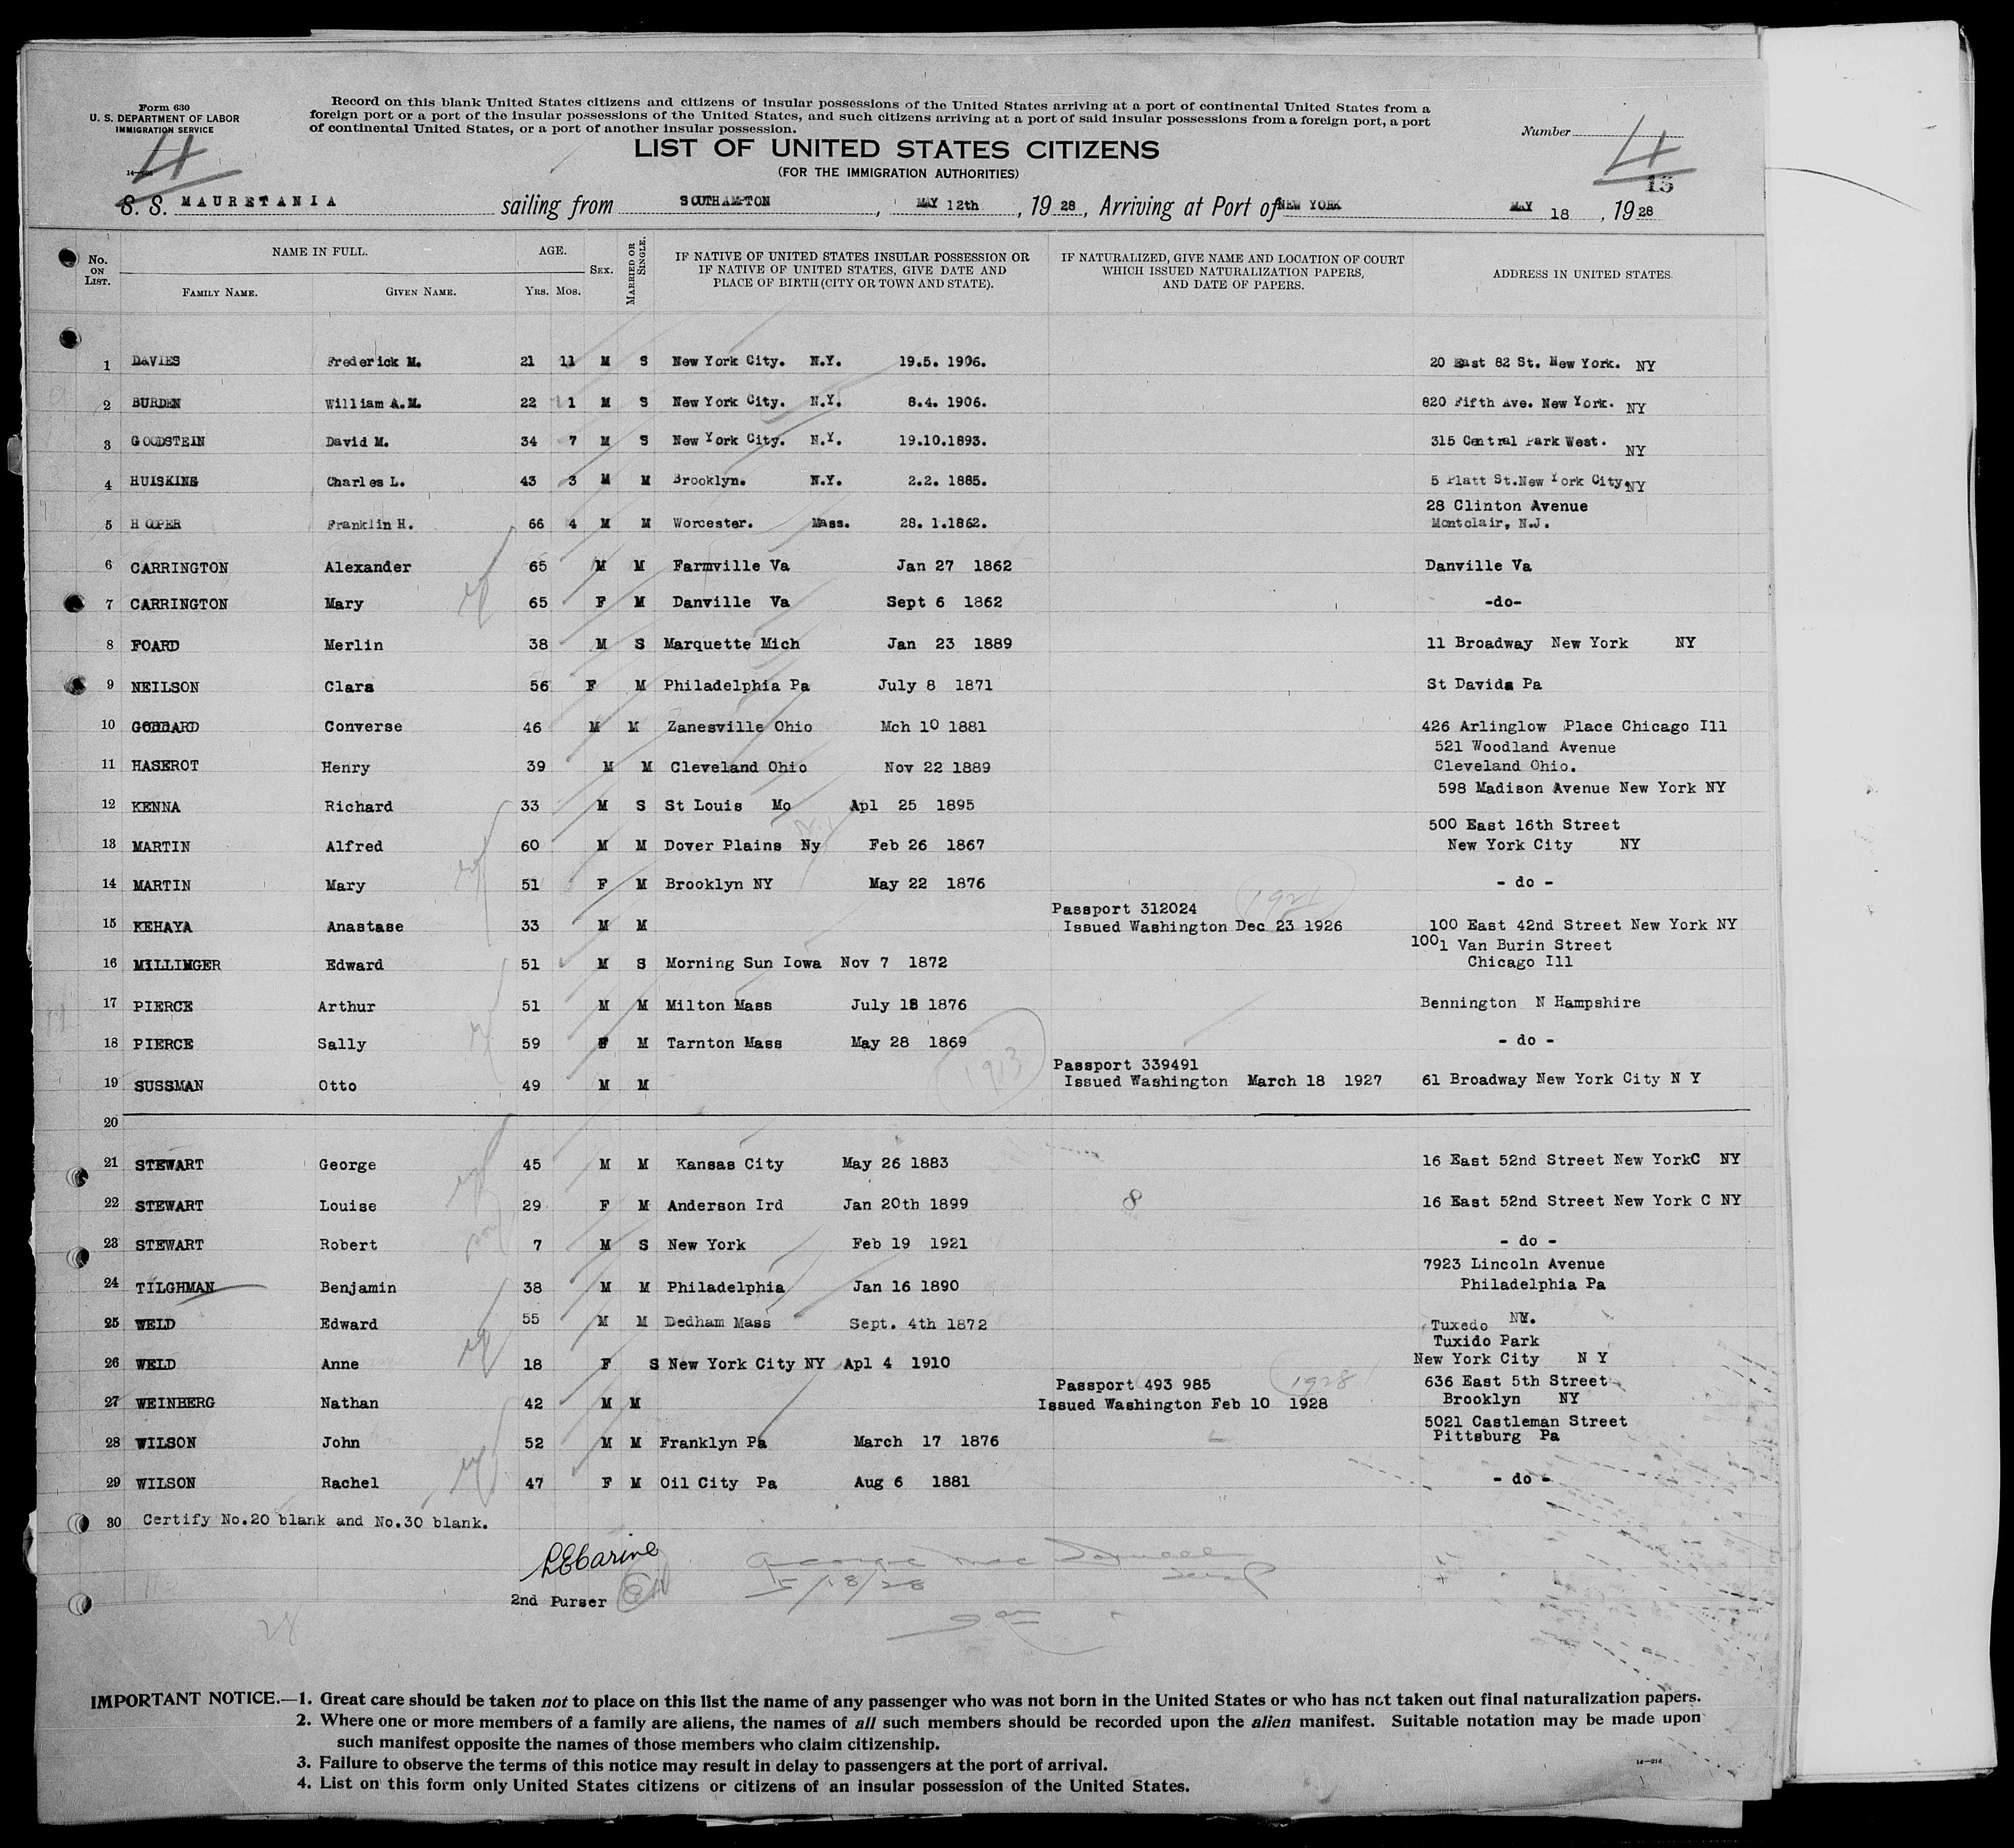 Form 630
U. S. DEPARTMENT OF LABOR
IMMIGRATION SERVICE
Record on this blank United States citizens and citizens of insular possessions of the United States arriving at a port of continental United States from a
foreign port or a port of the insular possessions of the United States, and such citizens arriving at a port of said insular possessions from a foreign port, a port
of continental United States, or a port of another insular possession.
Number
4
4
15
LIST OF UNITED STATES CITIZENS
(FOR THE IMMIGRATION AUTHORITIES)
S. S. MAURETANIA sailing from SOUTHAMPTON, MAY 12th, 1928, Arriving at Port of NEW YORK MAY 18, 1928
No. ON LIST. NAME IN FULL. FAMILY NAME. GIVEN NAME. AGE. YRS. MOS. SEX. MARRIED OR SINGLE. IF NATIVE OF UNITED STATES INSULAR POSSESSION OR IF NATIVE OF UNITED STATES, GIVE DATE AND PLACE OF BIRTH (CITY OR TOWN AND STATE). IF NATURALIZED, GIVE NAME AND LOCATION OF COURT WHICH ISSUED NATURALIZATION PAPERS, AND DATE OF PAPERS. ADDRESS IN UNITED STATES.
1 DAVIES Frederick M. 21 11 M S New York City. N.Y. 19.5. 1906. 20 East 82 St. New York. NY
2 BURDEN William A.M. 22 1 M S New York City. N.Y. 8.4. 1906. 820 Fifth Ave. New York. NY
3 GOODSTEIN David M. 34 7 M S New York City. N.Y. 19.10.1893. 315 Central Park West. NY
4 HUISKING Charles L. 43 3 M M Brooklyn. N.Y. 2.2. 1885. 5 Platt St.New York City.NY
28 Clinton Avenue
5 HOOPER Franklin H. 66 4 M M Worcester. Mass. 28. 1.1862. Montclair, N.J.
6 CARRINGTON Alexander 65 M M Farmville Va Jan 27 1862 Danville Va
7 CARRINGTON Mary 65 F M Danville Va Sept 6 1862 -do-
8 FOARD Merlin 38 M S Marquette Mich Jan 23 1889 11 Broadway New York NY
9 NEILSON Clara 56 F M Philadelphia Pa July 8 1871 St Davids Pa
10 GODDARD Converse 46 M M Zanesville Ohio Mch 10 1881 426 Arlinglow Place Chicago Ill
521 Woodland Avenue
11 HASEROT Henry 39 M M Cleveland Ohio Nov 22 1889 Cleveland Ohio.
598 Madison Avenue New York NY
12 KENNA Richard 33 M S St Louis Mo Apl 25 1895
500 East 16th Street
13 MARTIN Alfred 60 M M Dover Plains Ny Feb 26 1867 New York City NY
14 MARTIN Mary 51 F M Brooklyn NY May 22 1876 - do -
Passport 312024
15 KEHAYA Anastase 33 M M Issued Washington Dec 23 1926 100 East 42nd Street New York NY
1001 Van Burin Street
16 MILLINGER Edward 51 M S Morning Sun Iowa Nov 7 1872 Chicago Ill
17 PIERCE Arthur 51 M M Milton Mass July 18 1876 Bennington N Hampshire
18 PIERCE Sally 59 F M Tarnton Mass May 28 1869 - do -
1913
Passport 339491
19 SUSSMAN Otto 49 M M Issued Washington March 18 1927 61 Broadway New York City N Y
20
21 STEWART George 45 M M Kansas City May 26 1883 16 East 52nd Street New YorkC NY
22 STEWART Louise 29 F M Anderson Ird Jan 20th 1899 8 16 East 52nd Street New York C NY
23 STEWART Robert 7 M S New York Feb 19 1921 - do -
7923 Lincoln Avenue
24 TILGHMAN Benjamin 38 M M Philadelphia Jan 16 1890 Philadelphia Pa
25 WELD Edward 55 M M Dedham Mass Sept. 4th 1872 Tuxedo NY.
Tuxido Park
26 WELD Anne 18 F S New York City NY Apl 4 1910 New York City N Y
Passport 493 985 1928 636 East 5th Street
27 WEINBERG Nathan 42 M M Issued Washington Feb 10 1928 Brooklyn NY
5021 Castleman Street
28 WILSON John 52 M M Franklyn Pa March 17 1876 Pittsburg Pa
29 WILSON Rachel 47 F M Oil City Pa Aug 6 1881 - do -
30 Certify No.20 blank and No.30 blank.
2nd Purser
5/18/28
28
IMPORTANT NOTICE.—1. Great care should be taken not to place on this list the name of any passenger who was not born in the United States or who has not taken out final naturalization papers.
2. Where one or more members of a family are aliens, the names of all such members should be recorded upon the alien manifest. Suitable notation may be made upon
such manifest opposite the names of those members who claim citizenship.
3. Failure to observe the terms of this notice may result in delay to passengers at the port of arrival.
4. List on this form only United States citizens or citizens of an insular possession of the United States.